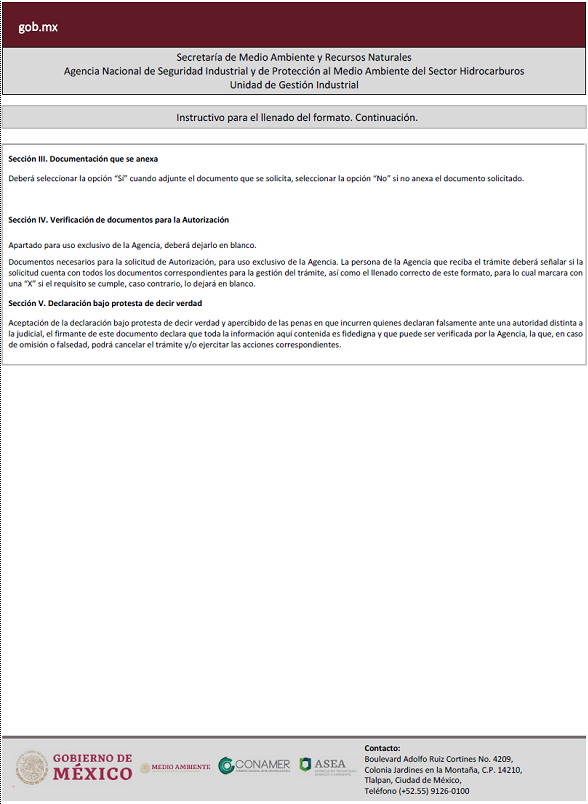 gob.mx
Secretaría de Medio Ambiente y Recursos Naturales
Agencia Nacional de Seguridad Industrial y de Protección al Medio Ambiente del Sector Hidrocarburos
Unidad de Gestión Industrial
Instructivo para el llenado del formato. Continuación.
Sección III. Documentación que se anexa
Deberá seleccionar la opción “Sí” cuando adjunte el documento que se solicita, seleccionar la opción “No” si no anexa el documento solicitado.
Sección IV. Verificación de documentos para la Autorización
Apartado para uso exclusivo de la Agencia, deberá dejarlo en blanco.
Documentos necesarios para la solicitud de Autorización, para uso exclusivo de la Agencia. La persona de la Agencia que reciba el trámite deberá señalar si la
solicitud cuenta con todos los documentos correspondientes para la gestión del trámite, así como el llenado correcto de este formato, para lo cual marcara con
una “X” si el requisito se cumple, caso contrario, lo dejará en blanco.
Sección V. Declaración bajo protesta de decir verdad
Aceptación de la declaración bajo protesta de decir verdad y apercibido de las penas en que incurren quienes declaran falsamente ante una autoridad distinta a
la judicial, el firmante de este documento declara que toda la información aquí contenida es fidedigna y que puede ser verificada por la Agencia, la que, en caso
de omisión o falsedad, podrá cancelar el trámite y/o ejercitar las acciones correspondientes.
GOBIERNO DE
MÉXICO
MEDIO AMBIENTE
CONAMER
ASEA
Contacto:
Boulevard Adolfo Ruiz Cortines No. 4209,
Colonia Jardines en la Montaña, C.P. 14210,
Tlalpan, Ciudad de México,
Teléfono (+52.55) 9126-0100